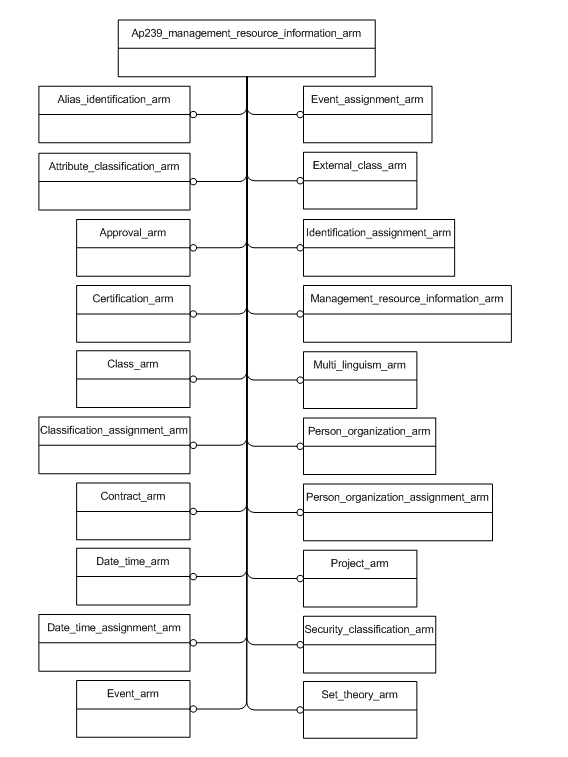 Ap239_management_resource_information_arm
Alias_identification_arm
Event_assignment_arm
Attribute_classification_arm
External_class_arm
Approval_arm
Identification_assignment_arm
Certification_arm
Management_resource_information_arm
Class_arm
Multi_linguism_arm
Classification_assignment_arm
Person_organization_arm
Contract_arm
Person_organization_assignment_arm
Date_time_arm
Project_arm
Date_time_assignment_arm
Security_classification_arm
Event_arm
Set_theory_arm